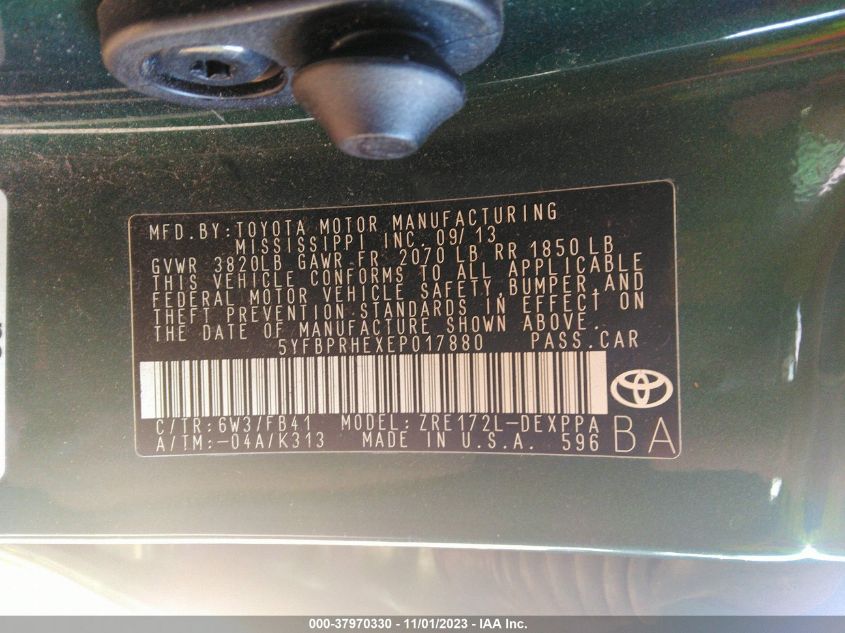 MFD.BY:TOYOTA MOTOR MANUFACTURING
MISSISSIPPI INC. 09/13
GVWR 3820LB GAWR FR 2070 LB RR 1850 LB
THIS VEHICLE CONFORMS TO ALL APPLICABLE
FEDERAL MOTOR VEHICLE SAFETY, BUMPER, AND
THEFT PREVENTION STANDARDS IN EFFECT ON
THE DATE OF MANUFACTURE SHOWN ABOVE.
5YFBPRHEXEP017880 PASS.CAR
C/TR:6W3/FB41 MODEL: ZRE172L-DEXPPA
A/TM:-04A/K313 MADE IN U.S.A. 596
BA
000-37970330 - 11/01/2023 - IAA Inc.